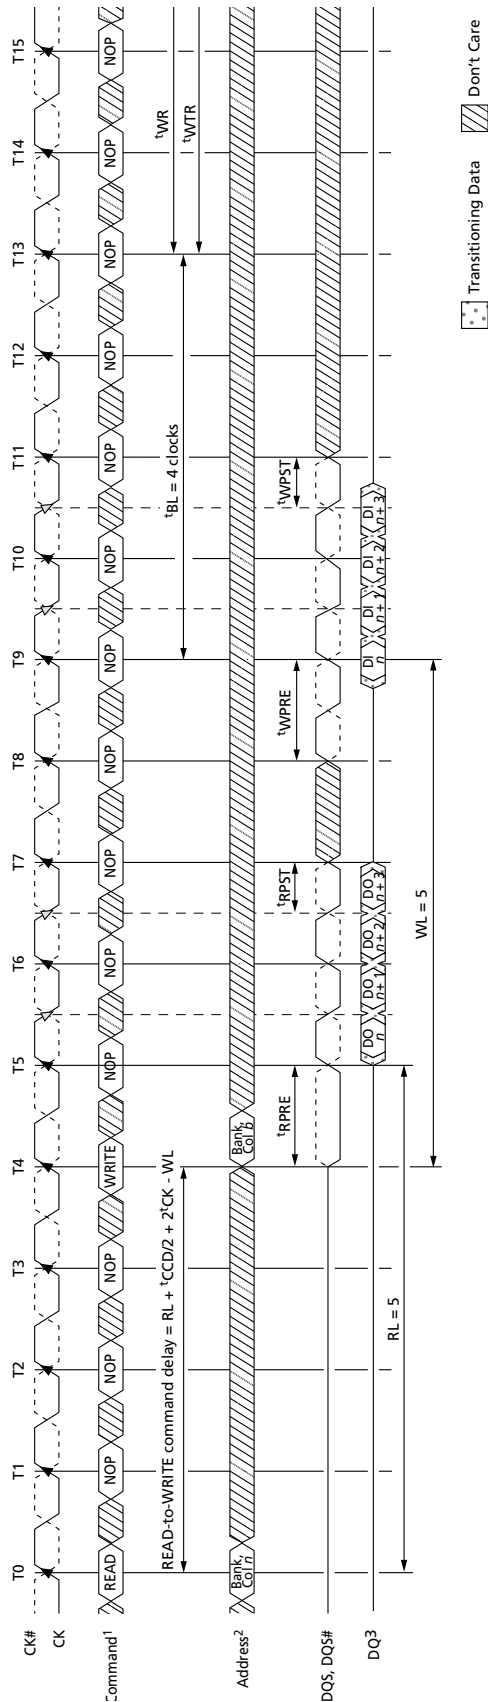 T0 T1 T2 T3 T4 T5 T6 T7 T8 T9 T10 T11 T12 T13 T14 T15
CK#
CK
Command1 READ NOP NOP NOP WRITE NOP NOP NOP NOP NOP NOP NOP NOP NOP NOP NOP
READ-to-WRITE command delay = RL + tCCD/2 + 2tCK - WL
tBL = 4 clocks
tWR
tWTR
Address2 Bank, Col n Bank, Col b
tRPRE tRPST tWPRE tWPST
DQS, DQS#
DQ3 DO n DO n + 1 DO n + 2 DO n + 3 DI n DI n + 1 DI n + 2 DI n + 3
RL = 5
WL = 5
Transitioning Data Don't Care